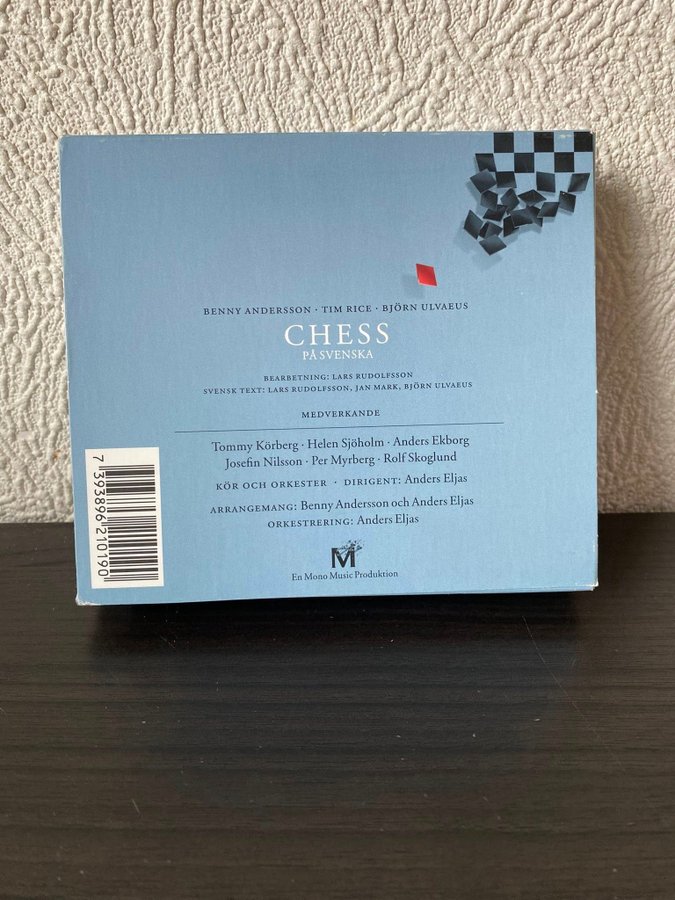 BENNY ANDERSSON · TIM RICE · BJÖRN ULVAEUS
CHESS
PÅ SVENSKA
BEARBETNING: LARS RUDOLFSSON
SVENSK TEXT: LARS RUDOLFSSON, JAN MARK, BJÖRN ULVAEUS
MEDVERKANDE
Tommy Körberg · Helen Sjöholm · Anders Ekborg
Josefin Nilsson · Per Myrberg · Rolf Skoglund
KÖR OCH ORKESTER · DIRIGENT: Anders Eljas
ARRANGEMANG: Benny Andersson och Anders Eljas
ORKESTRERING: Anders Eljas
M
En Mono Music Produktion
7 393896 210190